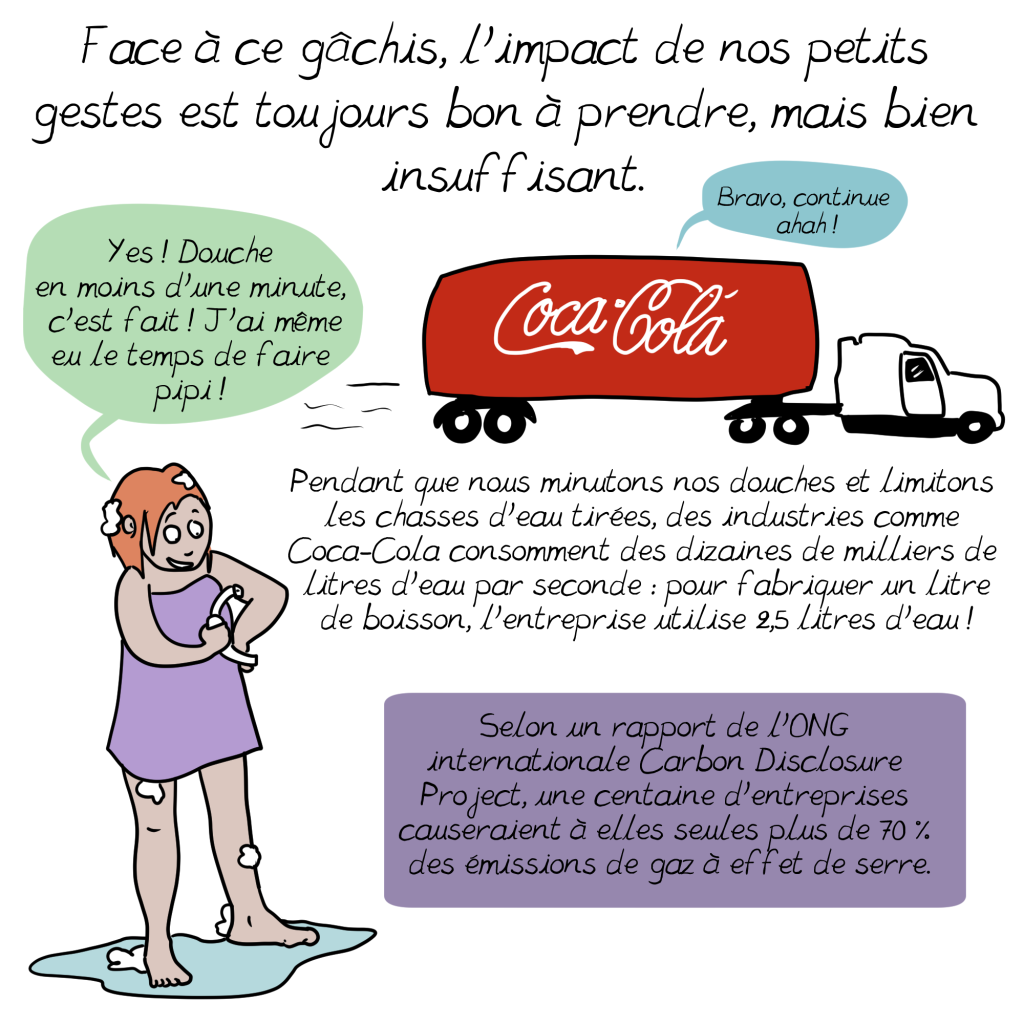 Face à ce gâchis, l'impact de nos petits
gestes est toujours bon à prendre, mais bien
insuffisant.
Bravo, continue
ahah !
Yes ! Douche
en moins d'une minute,
c'est fait ! J'ai même
eu le temps de faire
pipi !
Coca-Cola
Pendant que nous minutons nos douches et limitons
les chasses d'eau tirées, des industries comme
Coca-Cola consomment des dizaines de milliers de
litres d'eau par seconde : pour fabriquer un litre
de boisson, l'entreprise utilise 2,5 litres d'eau !
Selon un rapport de l'ONG
internationale Carbon Disclosure
Project, une centaine d'entreprises
causeraient à elles seules plus de 70 %
des émissions de gaz à effet de serre.